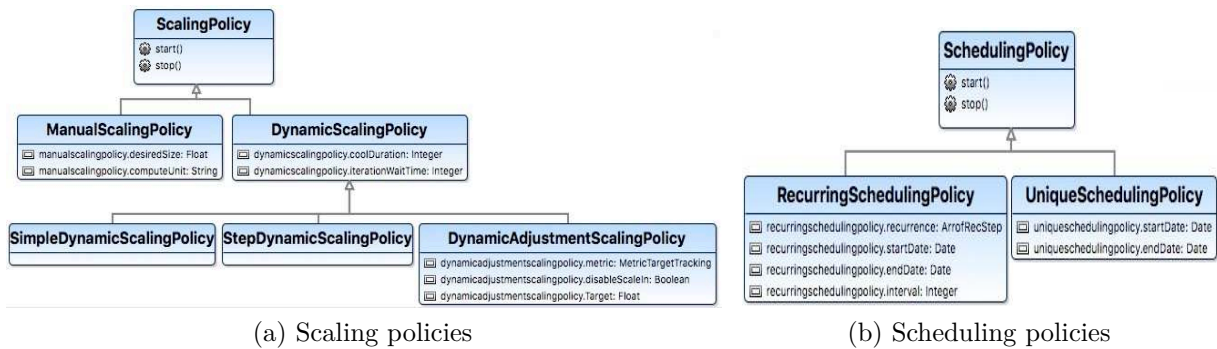 ScalingPolicy
start()
stop()
ManualScalingPolicy
manualscalingpolicy.desiredSize: Float
manualscalingpolicy.computeUnit: String
DynamicScalingPolicy
dynamicscalingpolicy.coolDuration: Integer
dynamicscalingpolicy.iterationWaitTime: Integer
SimpleDynamicScalingPolicy
StepDynamicScalingPolicy
DynamicAdjustmentScalingPolicy
dynamicadjustmentscalingpolicy.metric: MetricTargetTracking
dynamicadjustmentscalingpolicy.disableScaleIn: Boolean
dynamicadjustmentscalingpolicy.Target: Float
(a) Scaling policies
SchedulingPolicy
start()
stop()
RecurringSchedulingPolicy
recurringschedulingpolicy.recurrence: ArrofRecStep
recurringschedulingpolicy.startDate: Date
recurringschedulingpolicy.endDate: Date
recurringschedulingpolicy.interval: Integer
UniqueSchedulingPolicy
uniqueschedulingpolicy.startDate: Date
uniqueschedulingpolicy.endDate: Date
(b) Scheduling policies